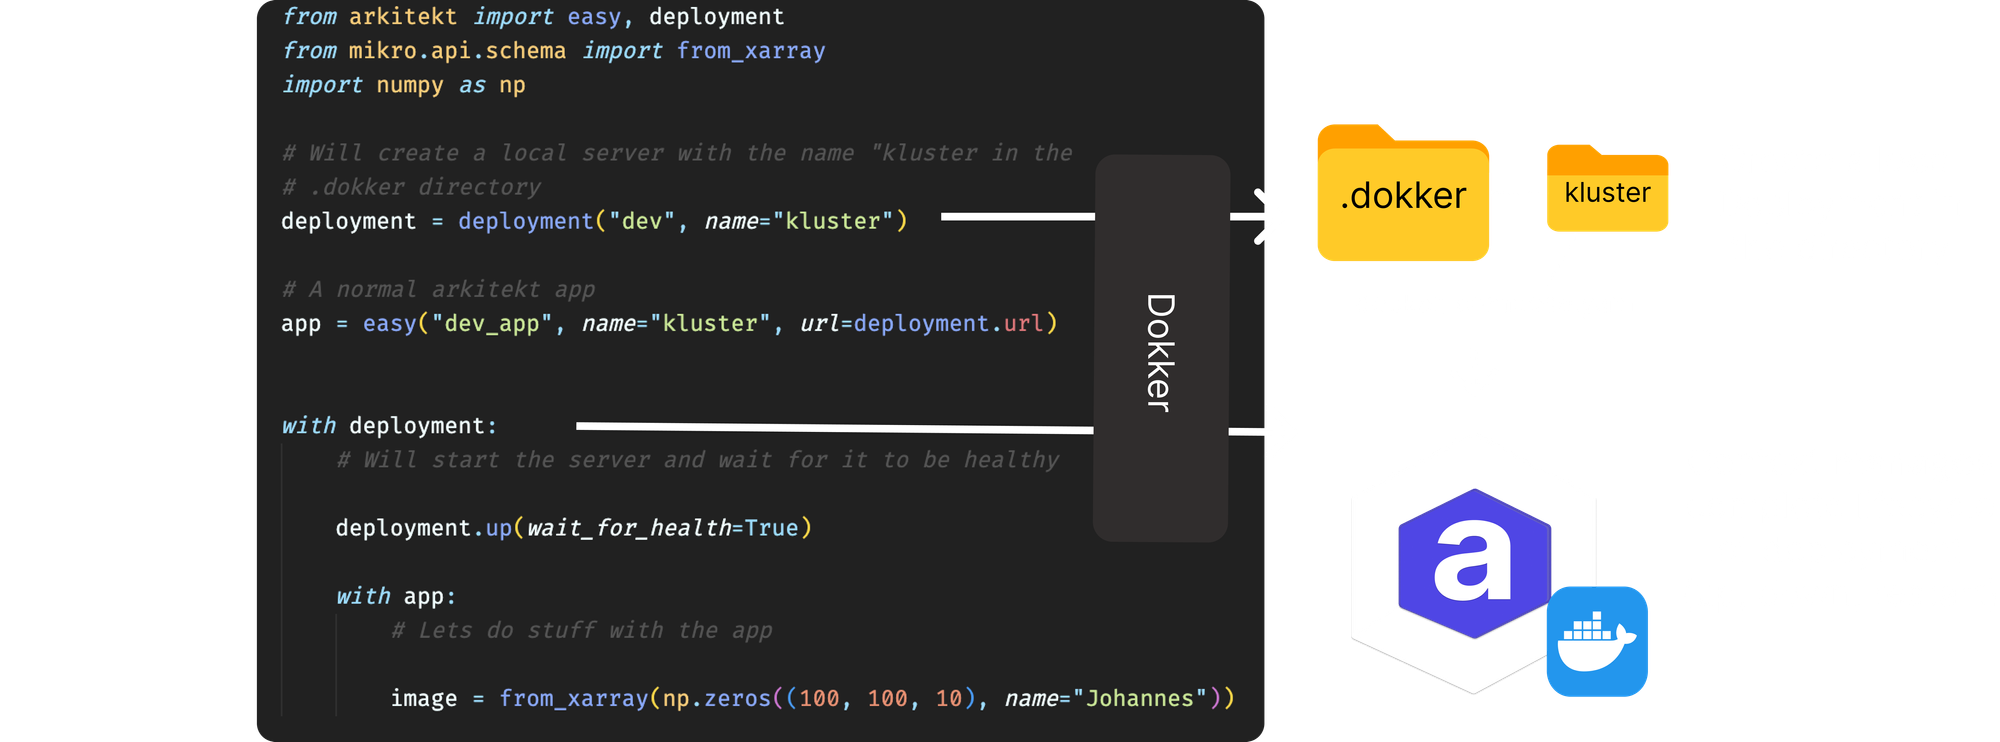 from arkitekt import easy, deployment
from mikro.api.schema import from_xarray
import numpy as np
# Will create a local server with the name "kluster in the
# .dokker directory
deployment = deployment("dev", name="kluster")
# A normal arkitekt app
app = easy("dev_app", name="kluster", url=deployment.url)
with deployment:
# Will start the server and wait for it to be healthy
deployment.up(wait_for_health=True)
with app:
# Lets do stuff with the app
image = from_xarray(np.zeros((100, 100, 10), name="Johannes"))
Dokker
.dokker
kluster
a